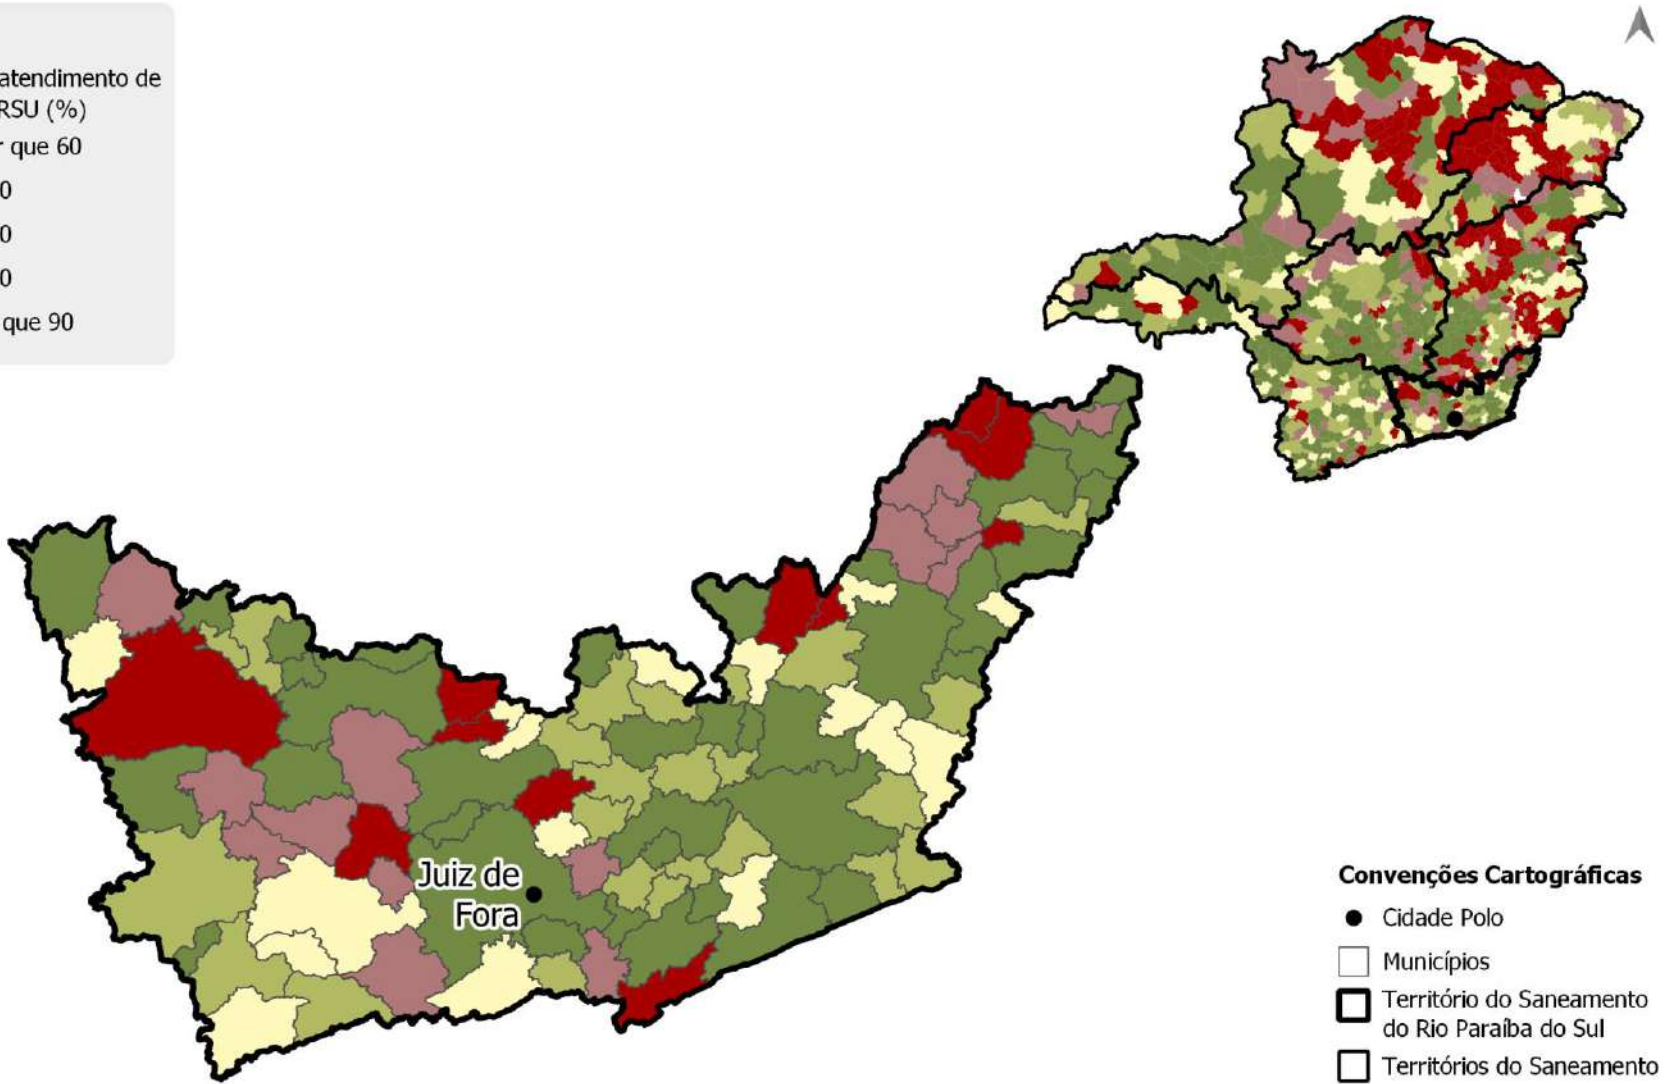 atendimento de
RSU (%)
que 60
0
0
0
que 90
Juiz de
Fora
Convenções Cartográficas
Cidade Polo
Municípios
Território do Saneamento
do Rio Paraíba do Sul
Territórios do Saneamento